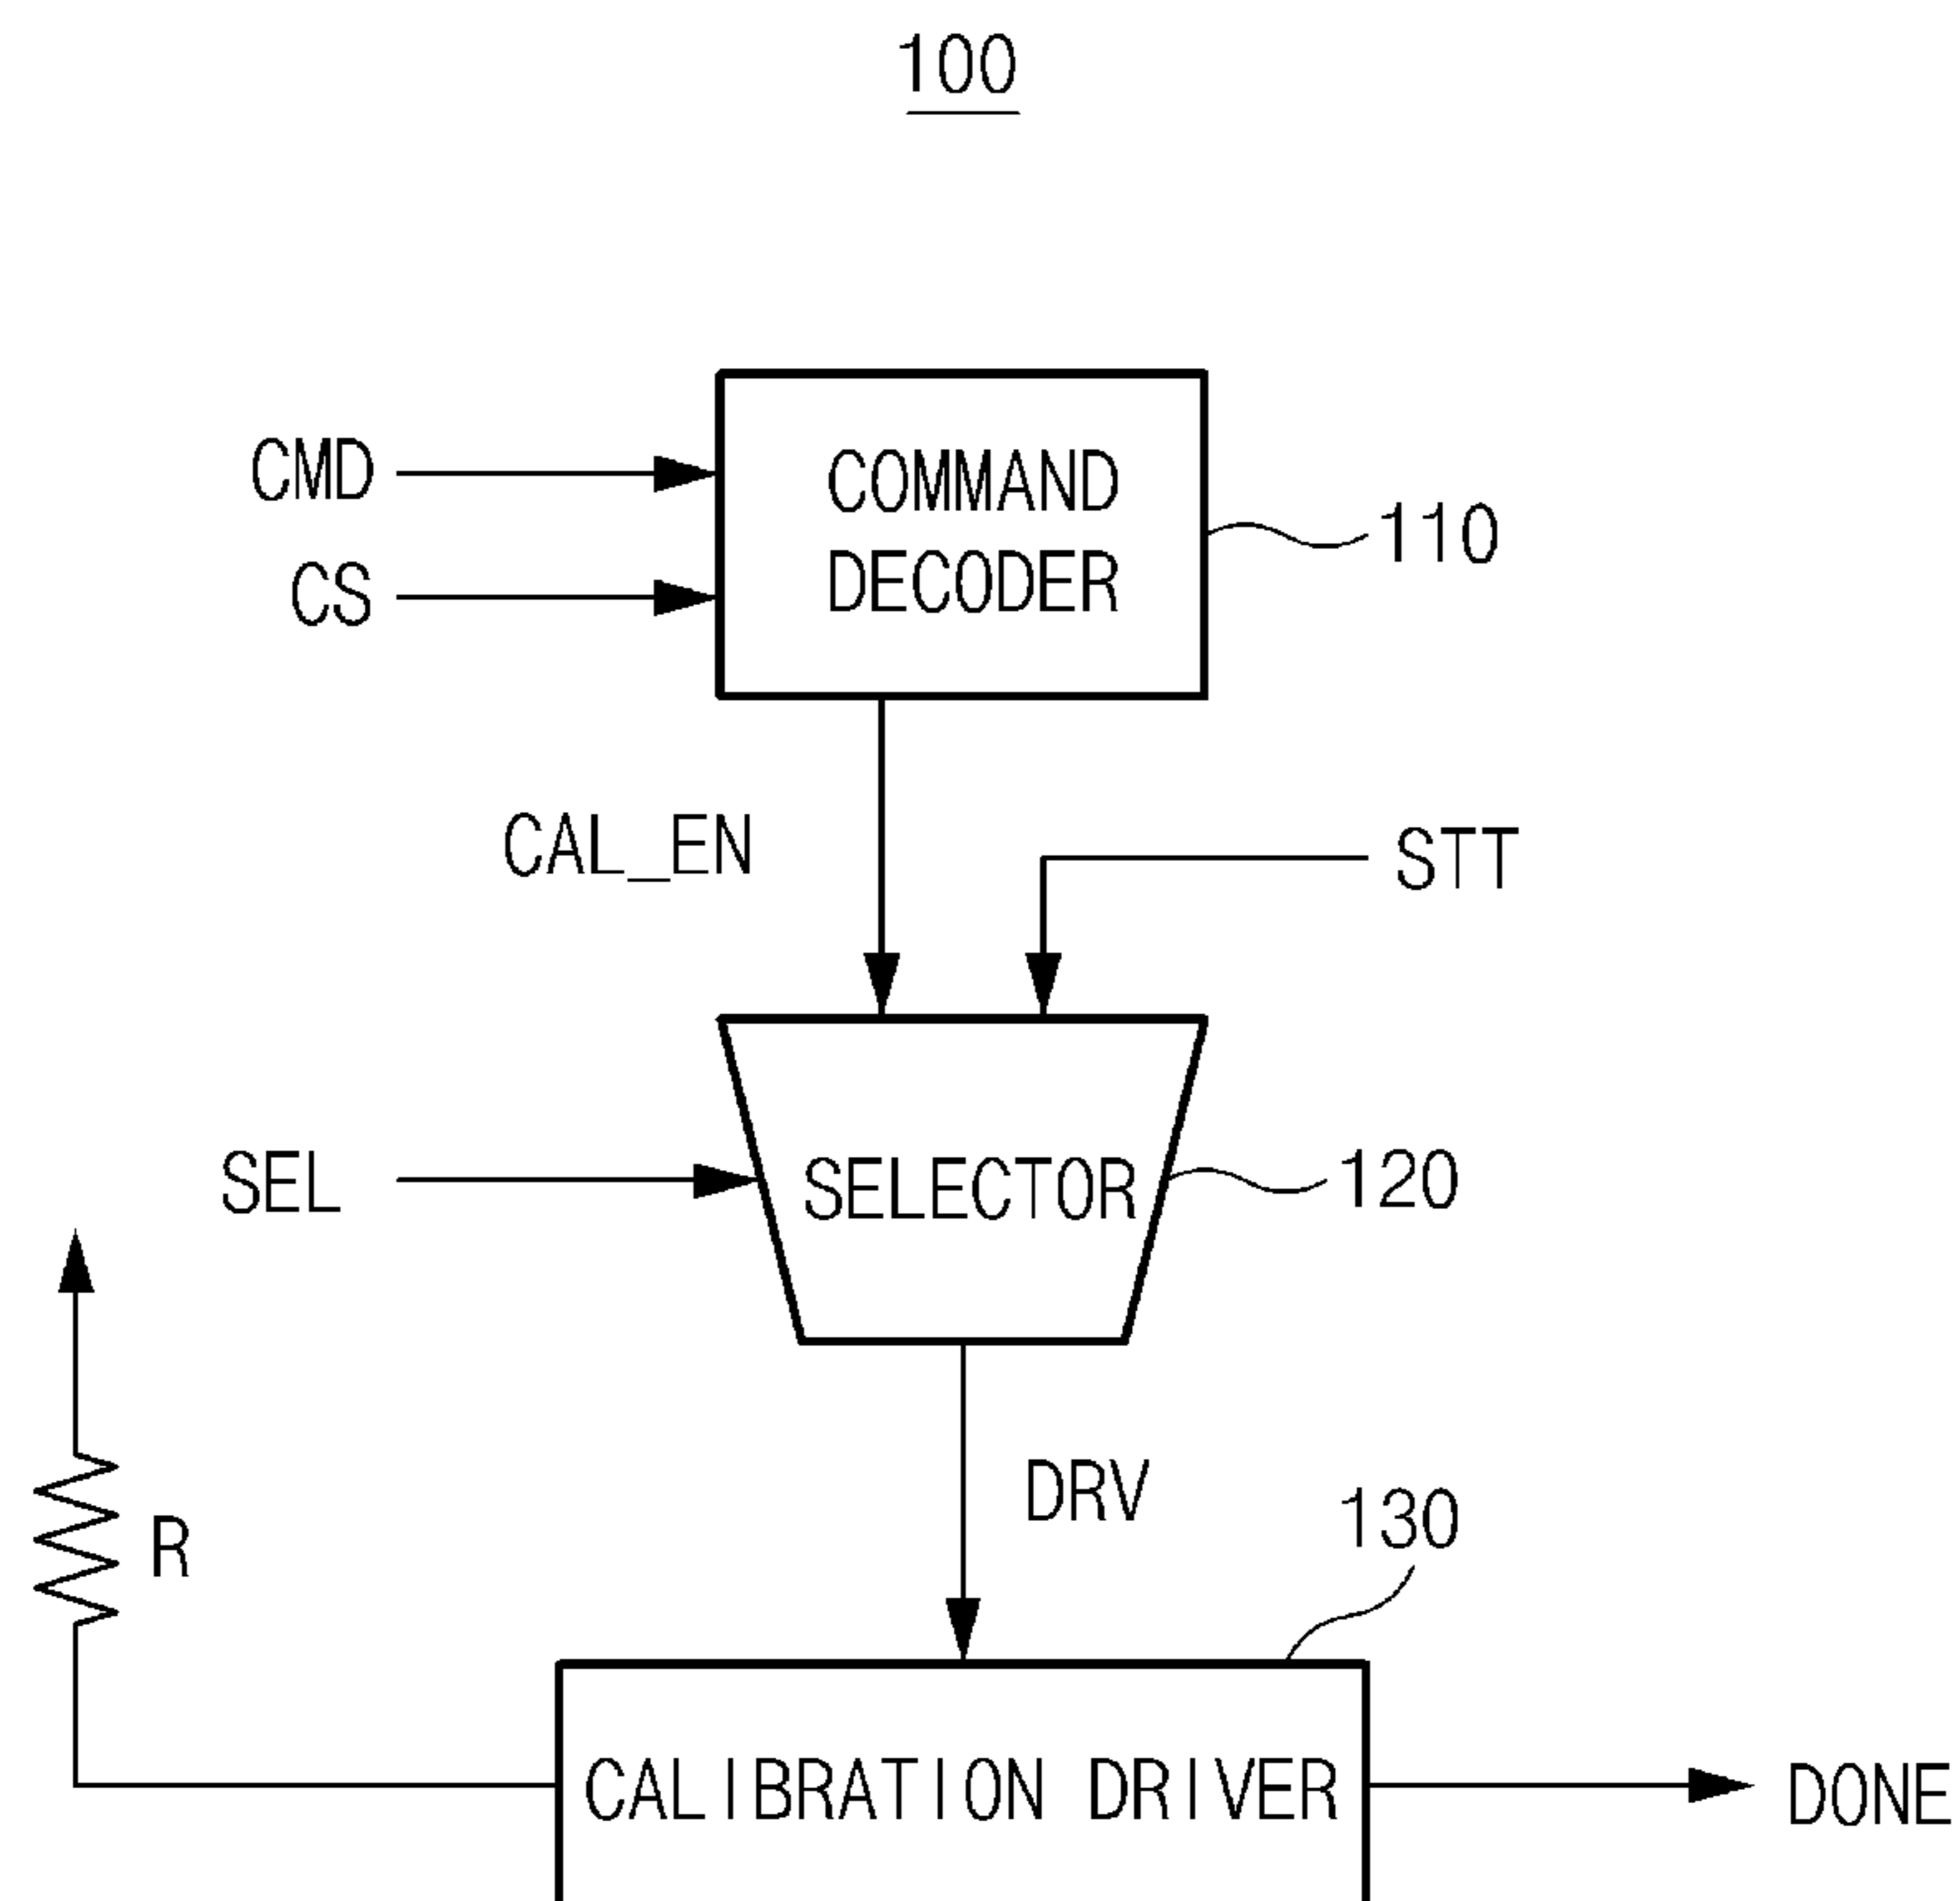 100
CMD
CS
COMMAND
DECODER
110
CAL_EN
STT
SEL
SELECTOR
120
R
DRV
130
CALIBRATION DRIVER
DONE